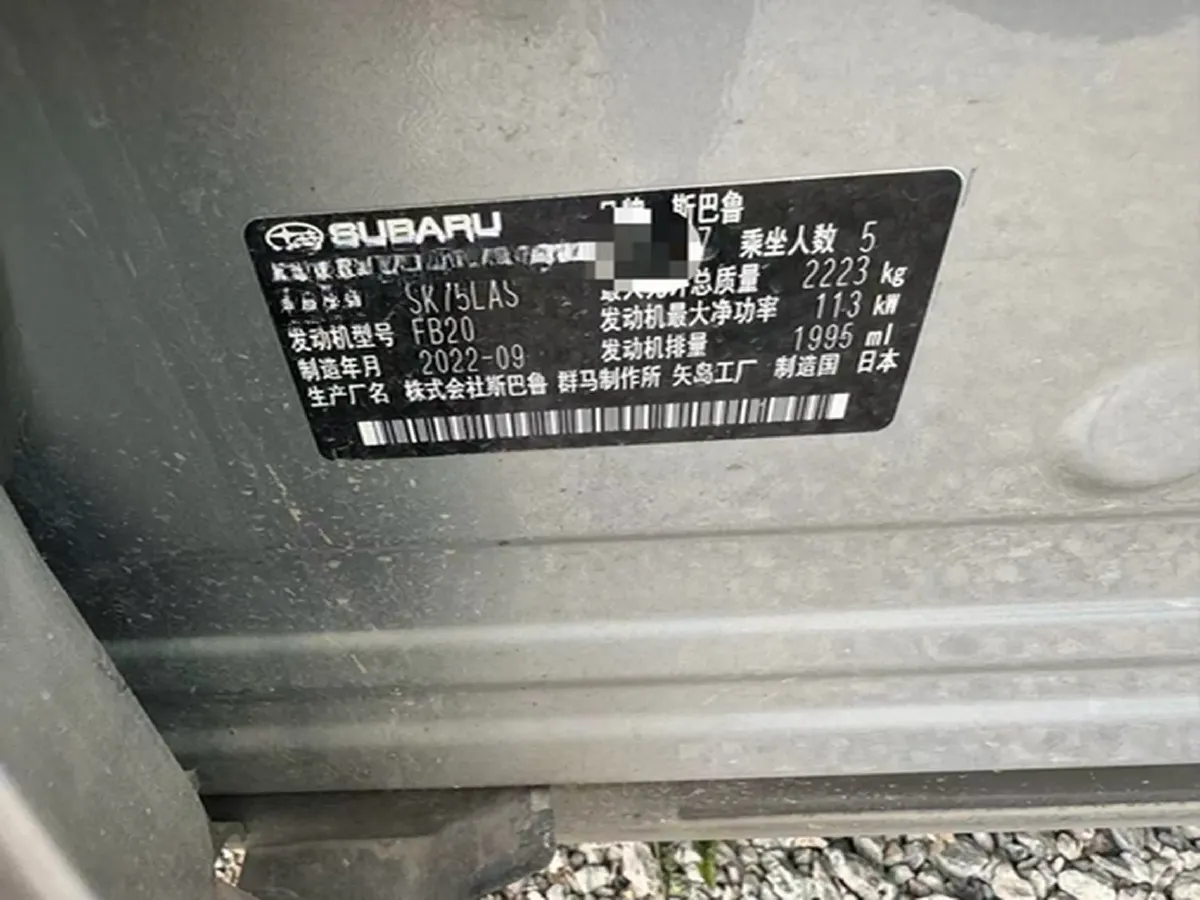 SUBARU 斯巴鲁
7 乘坐人数 5
SK75LAS 总质量 2223 kg
发动机型号 FB20 发动机最大净功率 113 kW
制造年月 2022-09 发动机排量 1995 ml
生产厂名 株式会社斯巴鲁 群马制作所 矢岛工厂 制造国 日本